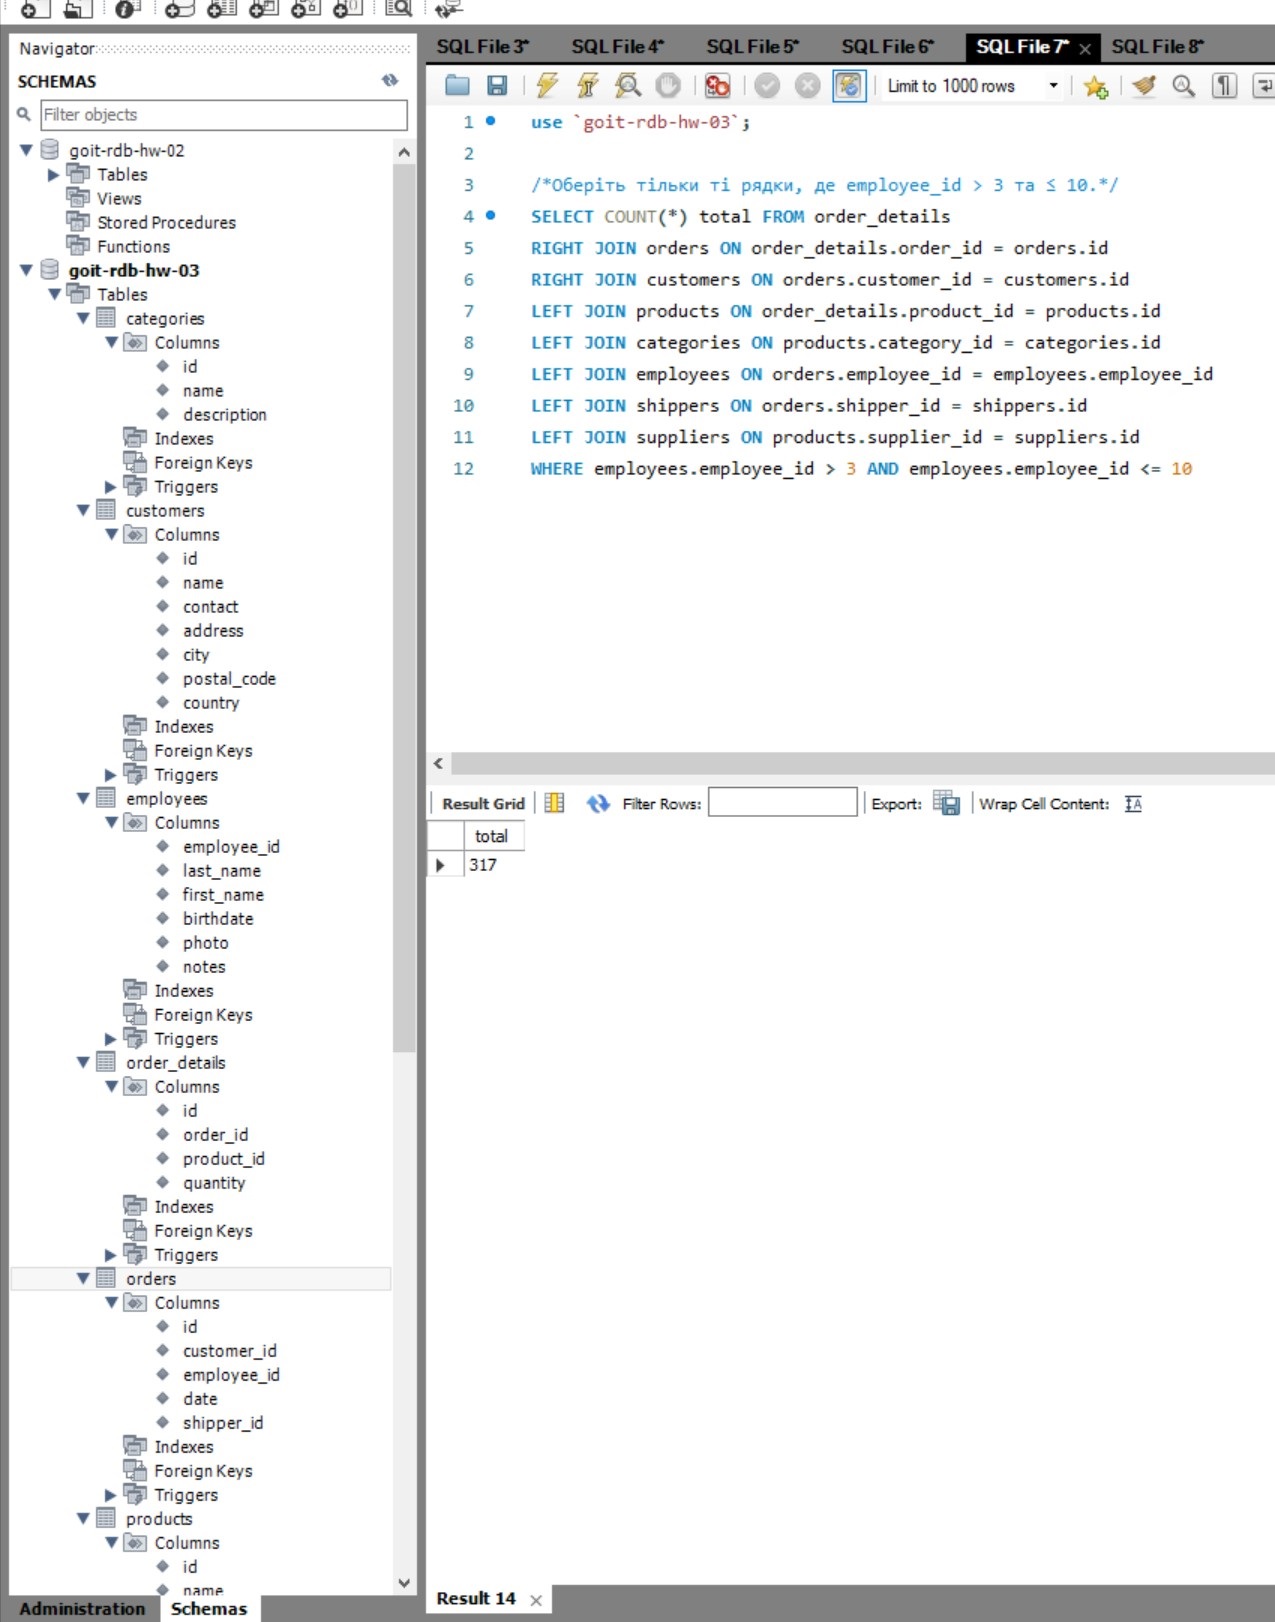 Navigator
SCHEMAS
Filter objects
goit-rdb-hw-02
Tables
Views
Stored Procedures
Functions
goit-rdb-hw-03
Tables
categories
Columns
id
name
description
Indexes
Foreign Keys
Triggers
customers
Columns
id
name
contact
address
city
postal_code
country
Indexes
Foreign Keys
Triggers
employees
Columns
employee_id
last_name
first_name
birthdate
photo
notes
Indexes
Foreign Keys
Triggers
order_details
Columns
id
order_id
product_id
quantity
Indexes
Foreign Keys
Triggers
orders
Columns
id
customer_id
employee_id
date
shipper_id
Indexes
Foreign Keys
Triggers
products
Columns
id
name
Administration Schemas
SQL File 3* SQL File 4* SQL File 5* SQL File 6* SQL File 7* SQL File 8*
Limit to 1000 rows
1 use `goit-rdb-hw-03`;
2
3 /*Оберіть тільки ті рядки, де employee_id > 3 та ≤ 10.*/
4 SELECT COUNT(*) total FROM order_details
5 RIGHT JOIN orders ON order_details.order_id = orders.id
6 RIGHT JOIN customers ON orders.customer_id = customers.id
7 LEFT JOIN products ON order_details.product_id = products.id
8 LEFT JOIN categories ON products.category_id = categories.id
9 LEFT JOIN employees ON orders.employee_id = employees.employee_id
10 LEFT JOIN shippers ON orders.shipper_id = shippers.id
11 LEFT JOIN suppliers ON products.supplier_id = suppliers.id
12 WHERE employees.employee_id > 3 AND employees.employee_id <= 10
Result Grid Filter Rows: Export: Wrap Cell Content:
total
317
Result 14